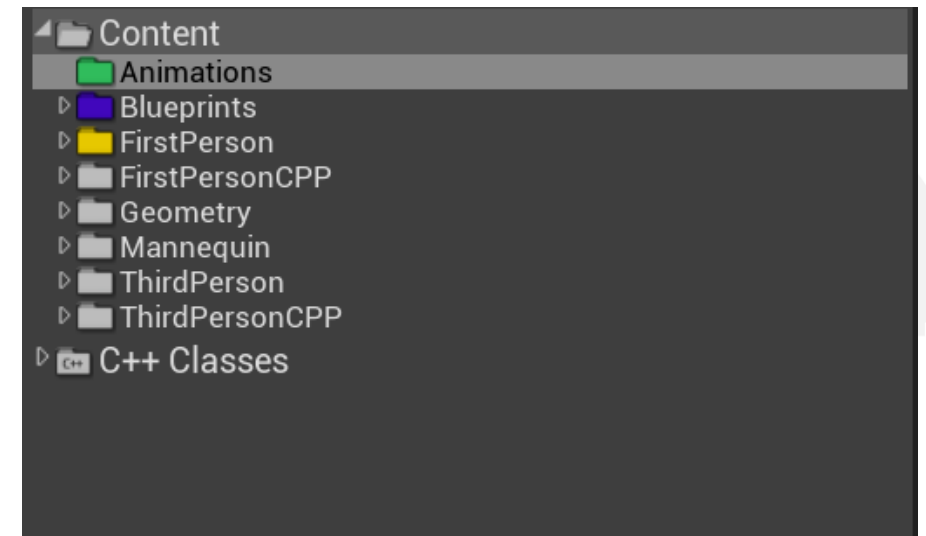 Content
Animations
Blueprints
FirstPerson
FirstPersonCPP
Geometry
Mannequin
ThirdPerson
ThirdPersonCPP
C++ C++ Classes